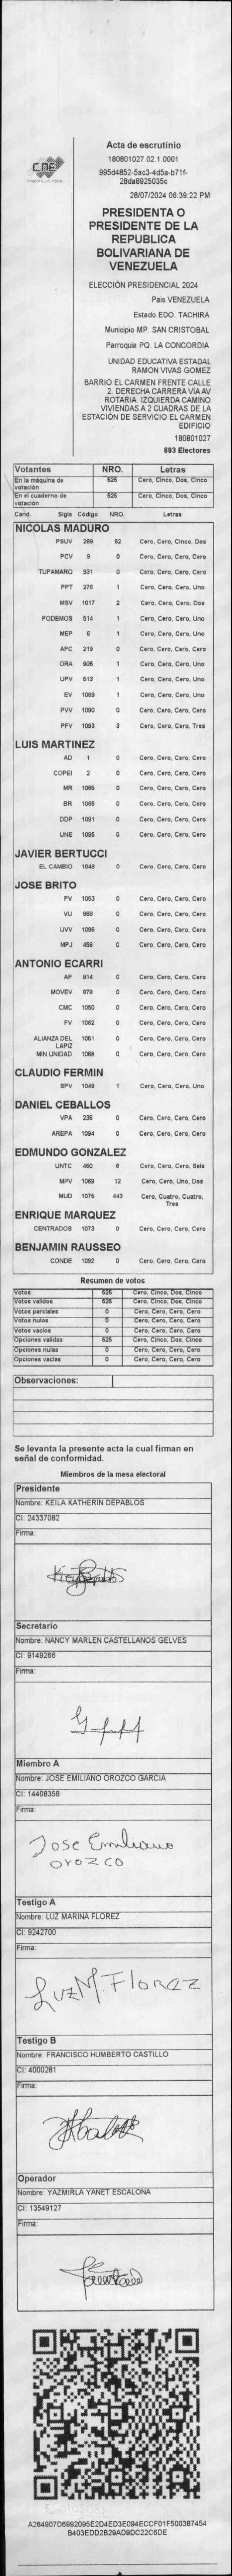 CNE
Acta de escrutinio
180801027.02.1.0001
995d4852-5ac3-4d5a-b71f-
28da8925035c
28/07/2024 06:39:22 PM
PRESIDENTA O
PRESIDENTE DE LA
REPUBLICA
BOLIVARIANA DE
VENEZUELA
ELECCIÓN PRESIDENCIAL 2024
País VENEZUELA
Estado EDO. TACHIRA
Municipio MP. SAN CRISTOBAL
Parroquia PQ. LA CONCORDIA
UNIDAD EDUCATIVA ESTADAL
RAMON VIVAS GOMEZ
BARRIO EL CARMEN FRENTE CALLE
2. DERECHA CARRERA VÍA AV
ROTARIA. IZQUIERDA CAMINO
VIVIENDAS A 2 CUADRAS DE LA
ESTACIÓN DE SERVICIO EL CARMEN
EDIFICIO
180801027
893 Electores
Votantes NRO. Letras
En la máquina de votación 525 Cero, Cinco, Dos, Cinco
En el cuaderno de votación 525 Cero, Cinco, Dos, Cinco
Cand. Sigla Código NRO. Letras
NICOLAS MADURO
PSUV 269 52 Cero, Cero, Cinco, Dos
PCV 9 0 Cero, Cero, Cero, Cero
TUPAMARO 931 0 Cero, Cero, Cero, Cero
PPT 276 1 Cero, Cero, Cero, Uno
MSV 1017 2 Cero, Cero, Cero, Dos
PODEMOS 514 1 Cero, Cero, Cero, Uno
MEP 6 1 Cero, Cero, Cero, Uno
APC 219 0 Cero, Cero, Cero, Cero
ORA 906 1 Cero, Cero, Cero, Uno
UPV 513 1 Cero, Cero, Cero, Uno
EV 1089 1 Cero, Cero, Cero, Uno
PVV 1090 0 Cero, Cero, Cero, Cero
PFV 1093 3 Cero, Cero, Cero, Tres
LUIS MARTINEZ
AD 1 0 Cero, Cero, Cero, Cero
COPEI 2 0 Cero, Cero, Cero, Cero
MR 1065 0 Cero, Cero, Cero, Cero
BR 1066 0 Cero, Cero, Cero, Cero
DDP 1091 0 Cero, Cero, Cero, Cero
UNE 1095 0 Cero, Cero, Cero, Cero
JAVIER BERTUCCI
EL CAMBIO 1048 0 Cero, Cero, Cero, Cero
JOSE BRITO
PV 1053 0 Cero, Cero, Cero, Cero
VU 868 0 Cero, Cero, Cero, Cero
UVV 1096 0 Cero, Cero, Cero, Cero
MPJ 458 0 Cero, Cero, Cero, Cero
ANTONIO ECARRI
AP 814 0 Cero, Cero, Cero, Cero
MOVEV 878 0 Cero, Cero, Cero, Cero
CMC 1050 0 Cero, Cero, Cero, Cero
FV 1062 0 Cero, Cero, Cero, Cero
ALIANZA DEL LAPIZ 1051 0 Cero, Cero, Cero, Cero
MIN UNIDAD 1068 0 Cero, Cero, Cero, Cero
CLAUDIO FERMIN
SPV 1049 1 Cero, Cero, Cero, Uno
DANIEL CEBALLOS
VPA 236 0 Cero, Cero, Cero, Cero
AREPA 1094 0 Cero, Cero, Cero, Cero
EDMUNDO GONZALEZ
UNTC 460 6 Cero, Cero, Cero, Seis
MPV 1069 12 Cero, Cero, Uno, Dos
MUD 1075 443 Cero, Cuatro, Cuatro,
Tres
ENRIQUE MARQUEZ
CENTRADOS 1073 0 Cero, Cero, Cero, Cero
BENJAMIN RAUSSEO
CONDE 1092 0 Cero, Cero, Cero, Cero
Resumen de votos
Votos 525 Cero, Cinco, Dos, Cinco
Votos validos 525 Cero, Cinco, Dos, Cinco
Votos parciales 0 Cero, Cero, Cero, Cero
Votos nulos 0 Cero, Cero, Cero, Cero
Votos vacios 0 Cero, Cero, Cero, Cero
Opciones validas 525 Cero, Cinco, Dos, Cinco
Opciones nulas 0 Cero, Cero, Cero, Cero
Opciones vacias 0 Cero, Cero, Cero, Cero
Observaciones:
Se levanta la presente acta la cual firman en
señal de conformidad.
Miembros de la mesa electoral
Presidente
Nombre: KEILA KATHERIN DEPABLOS
CI: 24337082
Firma:
Secretario
Nombre: NANCY MARLEN CASTELLANOS GELVES
CI: 9149266
Firma:
Miembro A
Nombre: JOSE EMILIANO OROZCO GARCIA
CI: 14408358
Firma:
Jose Emiliano
orozco
Testigo A
Nombre: LUZ MARINA FLOREZ
CI: 9242700
Firma:
Luz M. Florez
Testigo B
Nombre: FRANCISCO HUMBERTO CASTILLO
CI: 4000281
Firma:
Operador
Nombre: YAZMIRLA YANET ESCALONA
CI: 13549127
Firma:
A284907D6992095E2D4ED3E094ECCF01F500387454
B403EDD2B29AD9DC22C6DE